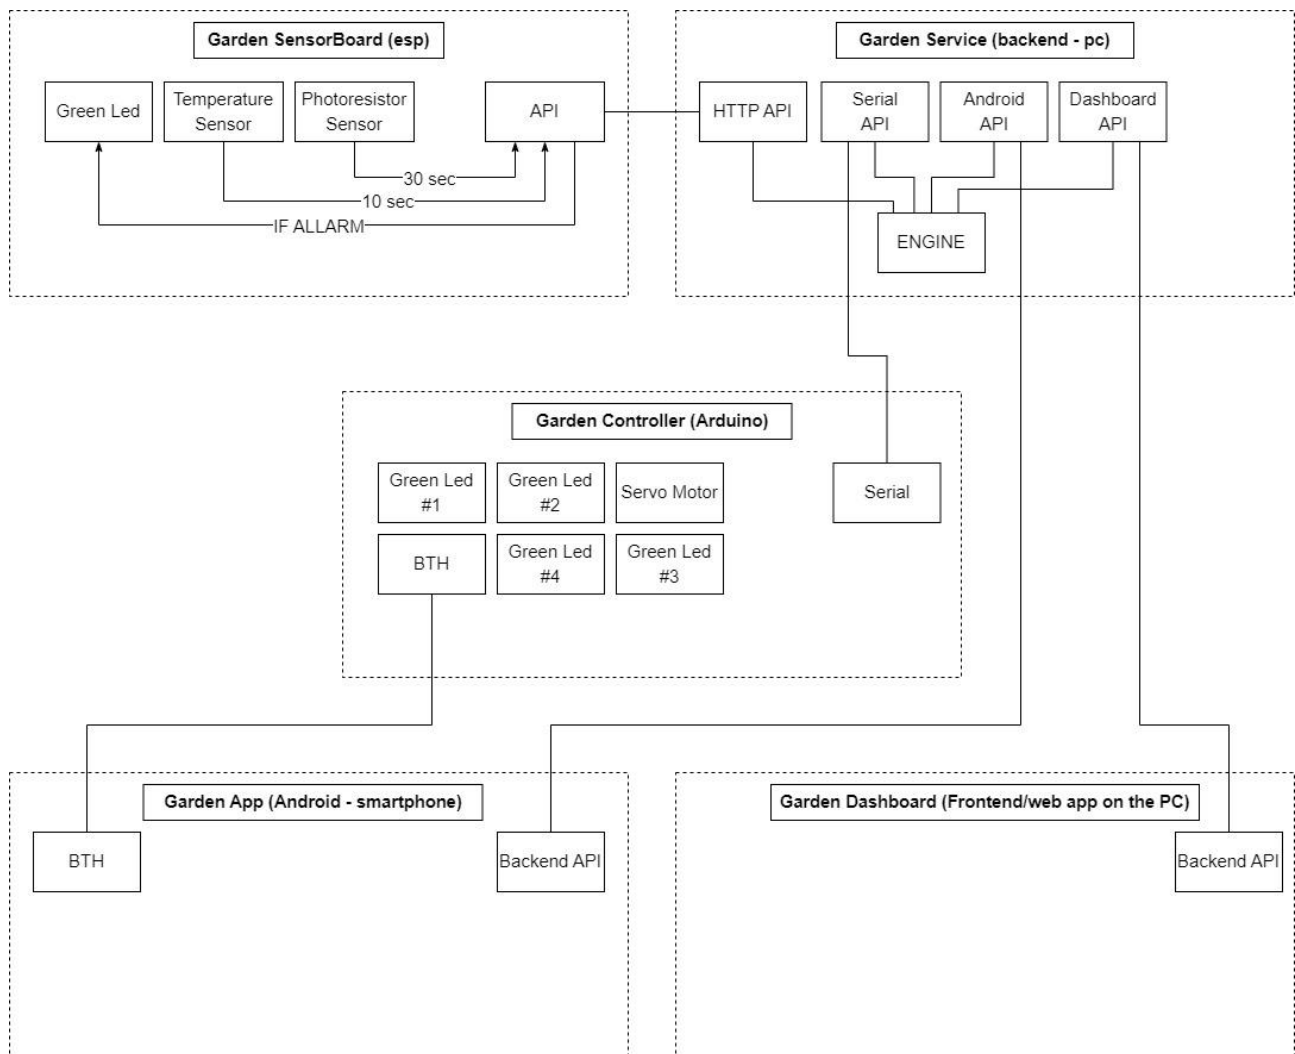 Garden SensorBoard (esp)
Green Led
Temperature
Sensor
Photoresistor
Sensor
API
30 sec
10 sec
IF ALLARM
Garden Service (backend - pc)
HTTP API
Serial
API
Android
API
Dashboard
API
ENGINE
Garden Controller (Arduino)
Green Led
#1
Green Led
#2
Servo Motor
Serial
BTH
Green Led
#4
Green Led
#3
Garden App (Android - smartphone)
BTH
Backend API
Garden Dashboard (Frontend/web app on the PC)
Backend API